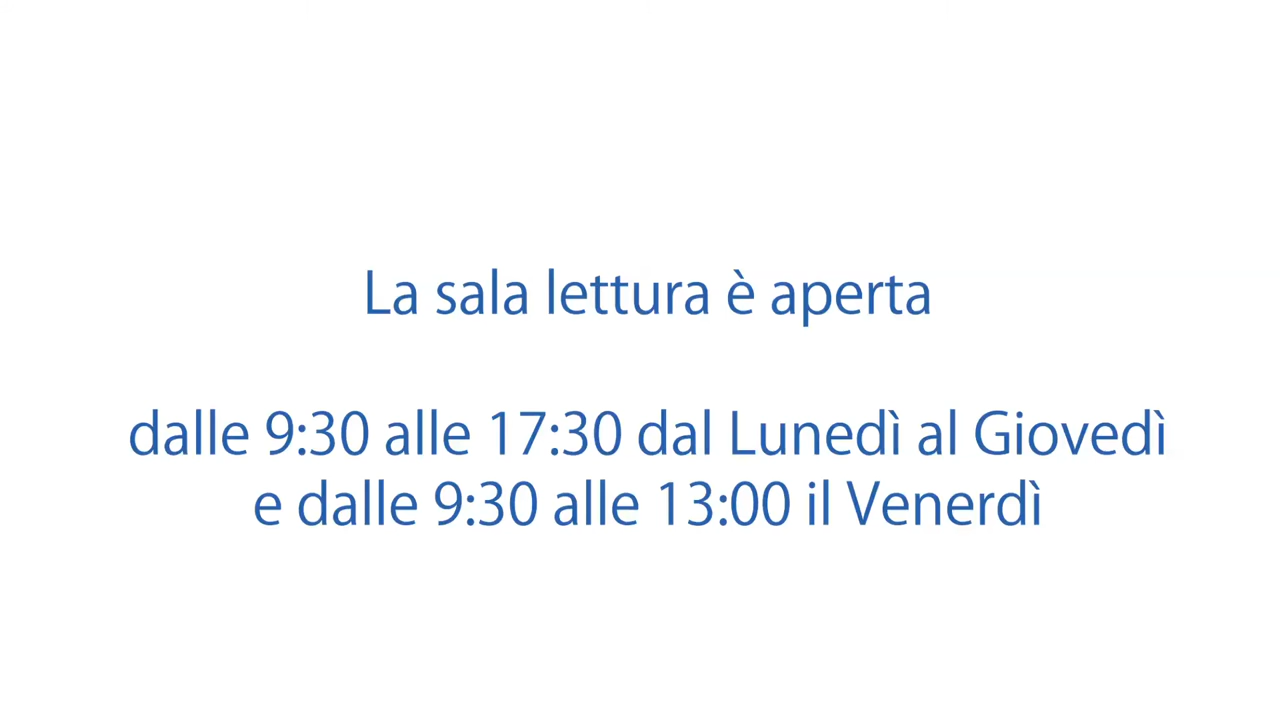 La sala lettura è aperta
dalle 9:30 alle 17:30 dal Lunedì al Giovedì
e dalle 9:30 alle 13:00 il Venerdì